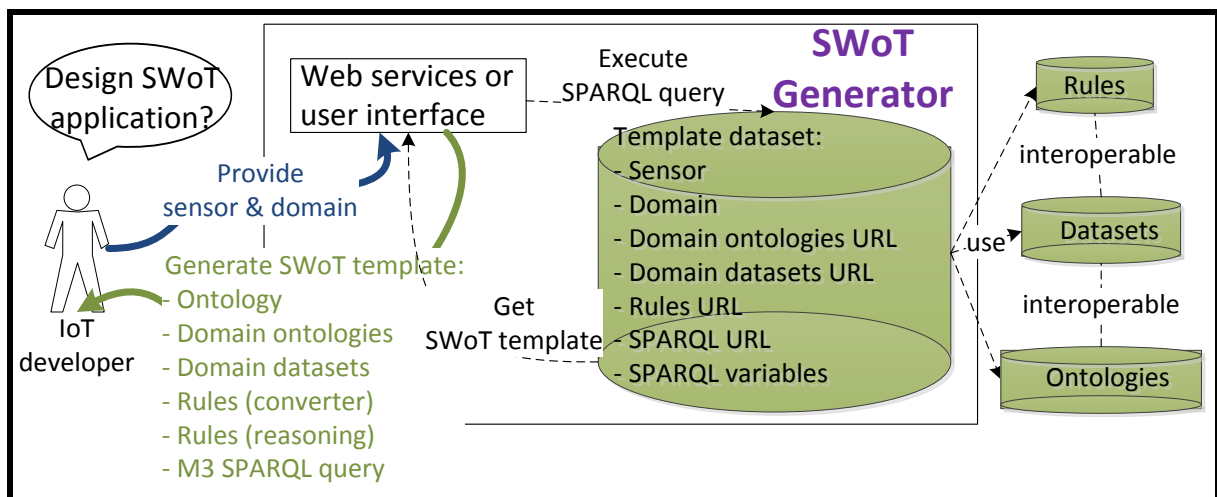 Design SWoT
application?
Web services or
user interface
Execute
SPARQL query
SWoT
Generator
Provide
sensor & domain
IoT
developer
Generate SWoT template:
- Ontology
- Domain ontologies
- Domain datasets
- Rules (converter)
- Rules (reasoning)
- M3 SPARQL query
Get
SWoT template
Template dataset:
- Sensor
- Domain
- Domain ontologies URL
- Domain datasets URL
- Rules URL
- SPARQL URL
- SPARQL variables
use
Rules
interoperable
Datasets
interoperable
Ontologies